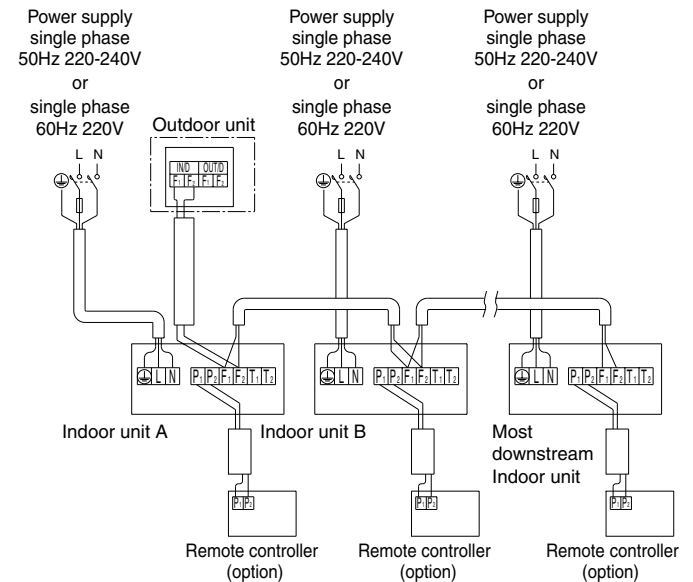 Power supply
single phase
50Hz 220-240V
or
single phase
60Hz 220V
Power supply
single phase
50Hz 220-240V
or
single phase
60Hz 220V
Power supply
single phase
50Hz 220-240V
or
single phase
60Hz 220V
Outdoor unit
L N
L N
L N
IN/D OUT/D
F1 F2 F1 F2
L N
P1 P2 F1 F2 T1 T2
L N
P1 P2 F1 F2 T1 T2
L N
P1 P2 F1 F2 T1 T2
Indoor unit A
Indoor unit B
Most
downstream
Indoor unit
P1 P2
P1 P2
P1 P2
Remote controller
(option)
Remote controller
(option)
Remote controller
(option)